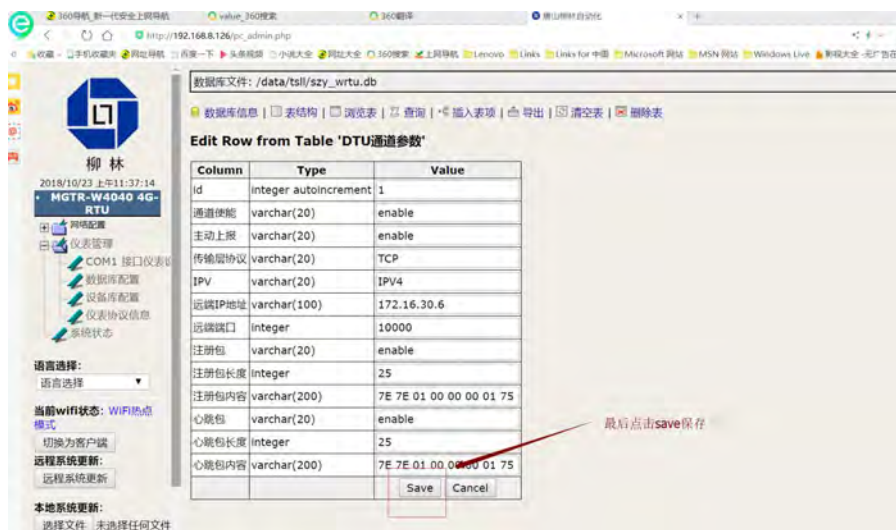 360导航_新一代安全上网导航
value_360搜索
360翻译
唐山柳林自动化
http://192.168.8.126/pc_admin.php
收藏
手机收藏夹
网址导航
百度一下
头条视频
小说大全
网址大全
360搜索
上网导航
Lenovo
Links
Links for 中国
Microsoft 网站
MSN 网站
Windows Live
影视大全-无广告在
柳林
2018/10/23 上午11:37:14
MGTR-W4040 4G-
RTU
网络配置
仪表管理
COM1 接口仪表
数据库配置
设备库配置
仪表协议信息
系统状态
语言选择:
语言选择
当前wifi状态: WIFI热点
模式
切换为客户端
远程系统更新:
远程系统更新
本地系统更新:
选择文件 未选择任何文件
数据库文件: /data/tsll/szy_wrtu.db
数据库信息 | 表结构 | 浏览表 | 查询 | 插入表项 | 导出 | 清空表 | 删除表
Edit Row from Table 'DTU通道参数'
Column Type Value
id integer autoincrement 1
通道使能 varchar(20) enable
主动上报 varchar(20) enable
传输层协议 varchar(20) TCP
IPV varchar(20) IPV4
远端IP地址 varchar(100) 172.16.30.6
远端端口 integer 10000
注册包 varchar(20) enable
注册包长度 integer 25
注册包内容 varchar(200) 7E 7E 01 00 00 00 01 75
心跳包 varchar(20) enable
心跳包长度 integer 25
心跳包内容 varchar(200) 7E 7E 01 00 00 00 01 75
Save Cancel
最后点击save保存